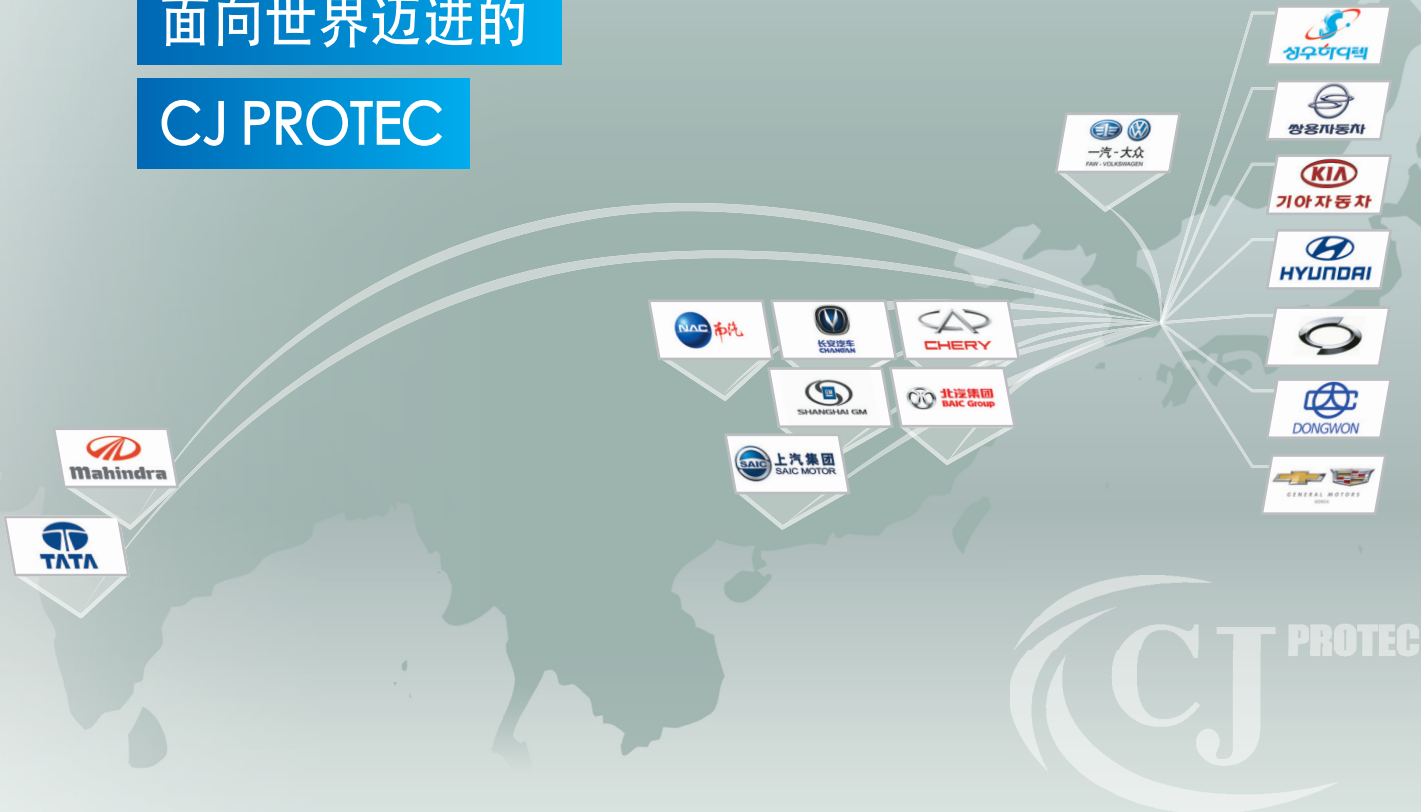 面向世界迈进的
CJ PROTEC
성우하이텍
쌍용자동차
一汽-大众
FAW - VOLKSWAGEN
KIA
기아자동차
HYUNDAI
NAC 南汽
长安汽车
CHANGAN
CHERY
SHANGHAI GM
北汽集团
BAIC Group
DONGWON
SAIC 上汽集团
SAIC MOTOR
Mahindra
GENERAL MOTORS
TATA
CJ PROTEC